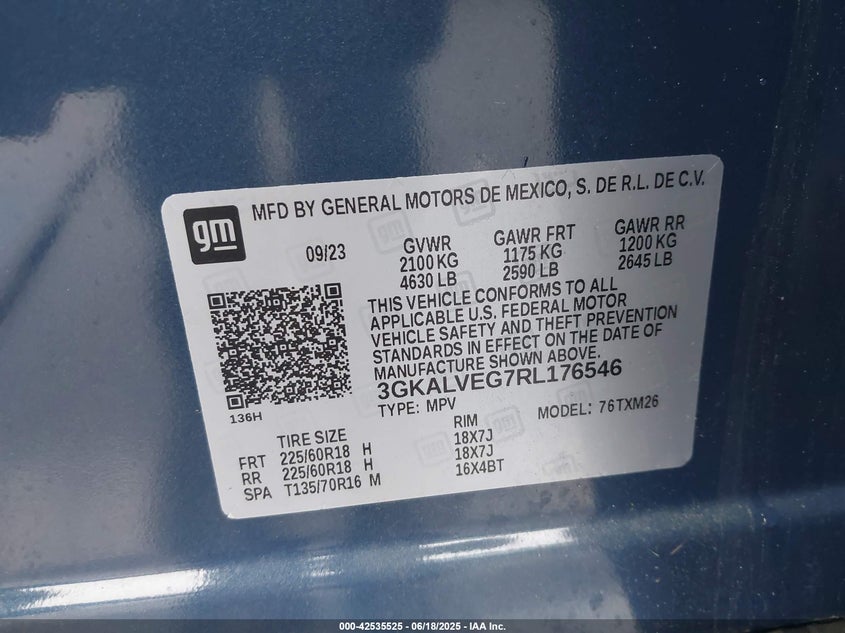 gm
MFD BY GENERAL MOTORS DE MEXICO, S. DE R.L. DE C.V.
09/23 GVWR GAWR FRT GAWR RR
2100 KG 1175 KG 1200 KG
4630 LB 2590 LB 2645 LB
THIS VEHICLE CONFORMS TO ALL
APPLICABLE U.S. FEDERAL MOTOR
VEHICLE SAFETY AND THEFT PREVENTION
STANDARDS IN EFFECT ON THE DATE OF
MANUFACTURE SHOWN ABOVE.
3GKALVEG7RL176546
136H
TYPE: MPV MODEL: 76TXM26
TIRE SIZE RIM
FRT 225/60R18 H 18X7J
RR 225/60R18 H 18X7J
SPA T135/70R16 M 16X4BT
000-42535525 - 06/18/2025 - IAA Inc.